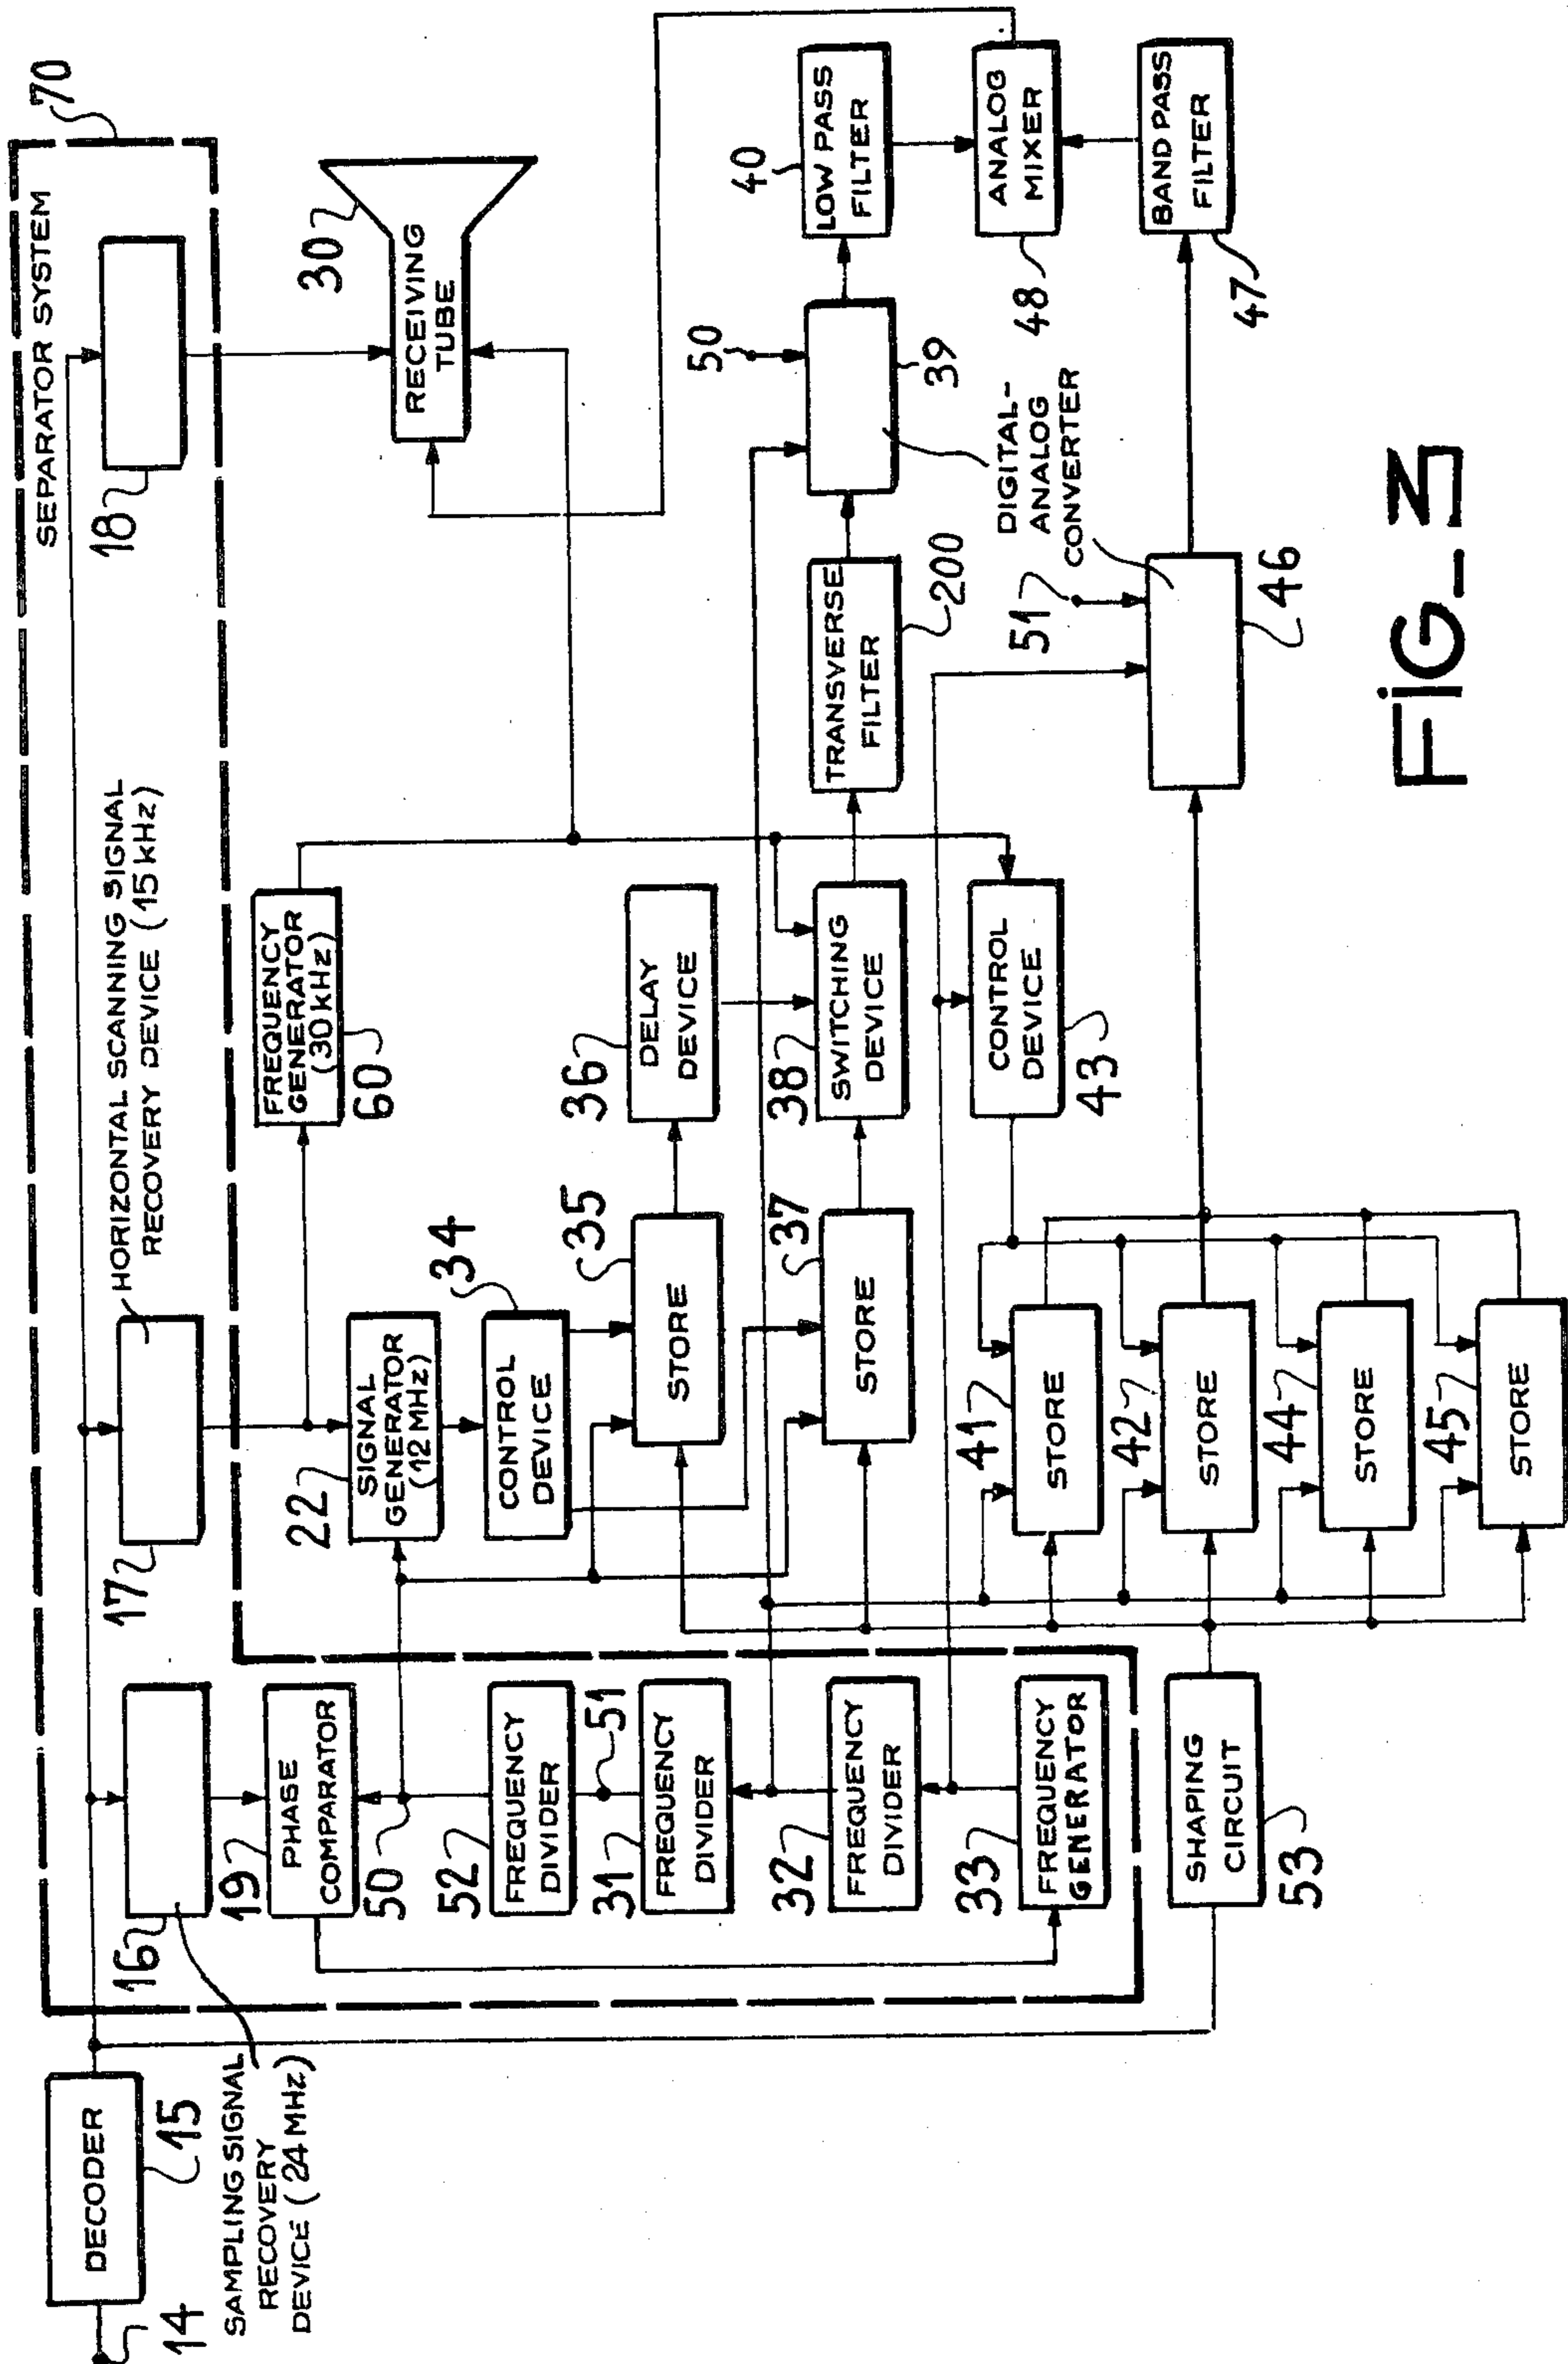 14
DECODER
15
SAMPLING SIGNAL
RECOVERY
DEVICE (24 MHz)
SEPARATOR SYSTEM
70
16
17
HORIZONTAL SCANNING SIGNAL
RECOVERY DEVICE (15 kHz)
18
19
PHASE
COMPARATOR
50
52
FREQUENCY
DIVIDER
51
31
FREQUENCY
DIVIDER
32
FREQUENCY
DIVIDER
33
FREQUENCY
GENERATOR
SHAPING
CIRCUIT
53
22
SIGNAL
GENERATOR
(12 MHz)
34
CONTROL
DEVICE
35
STORE
37
STORE
41
STORE
42
STORE
44
STORE
45
STORE
FREQUENCY
GENERATOR
(30 kHz)
60
36
DELAY
DEVICE
38
SWITCHING
DEVICE
CONTROL
DEVICE
43
30
RECEIVING
TUBE
TRANSVERSE
FILTER
200
50
39
DIGITAL-
ANALOG
CONVERTER
51
46
40
LOW PASS
FILTER
ANALOG
MIXER
48
BAND PASS
FILTER
47
FIG_3